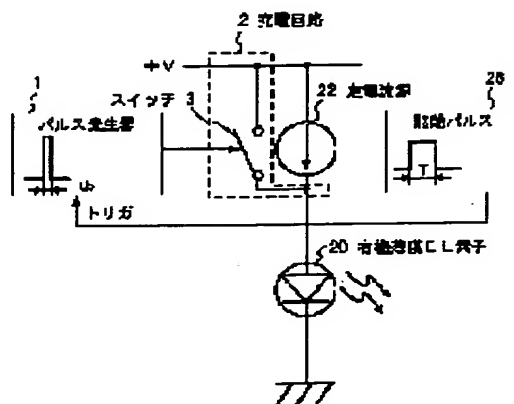 2 充電回路
+V
1
スイッチ 3
22 定電流源
28
パルス発生器
駆動パルス
tp
T
トリガ
20 有機薄膜EL素子